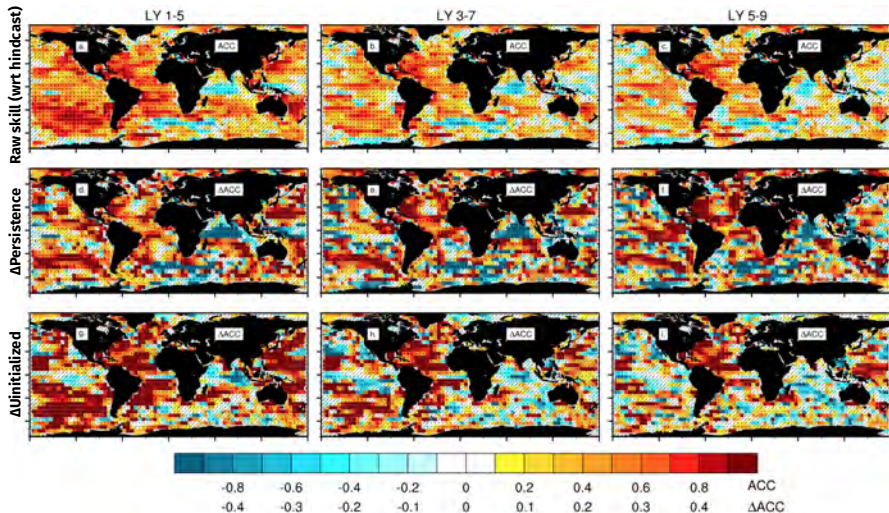 LY 1-5 LY 3-7 LY 5-9
Raw skill (wrt hindcast)
a. ACC b. ACC c. ACC
ΔPersistence
d. ΔACC e. ΔACC f. ΔACC
ΔUinitialized
g. ΔACC h. ΔACC i. ΔACC
-0.8 -0.6 -0.4 -0.2 0 0.2 0.4 0.6 0.8 ACC
-0.4 -0.3 -0.2 -0.1 0 0.1 0.2 0.3 0.4 ΔACC